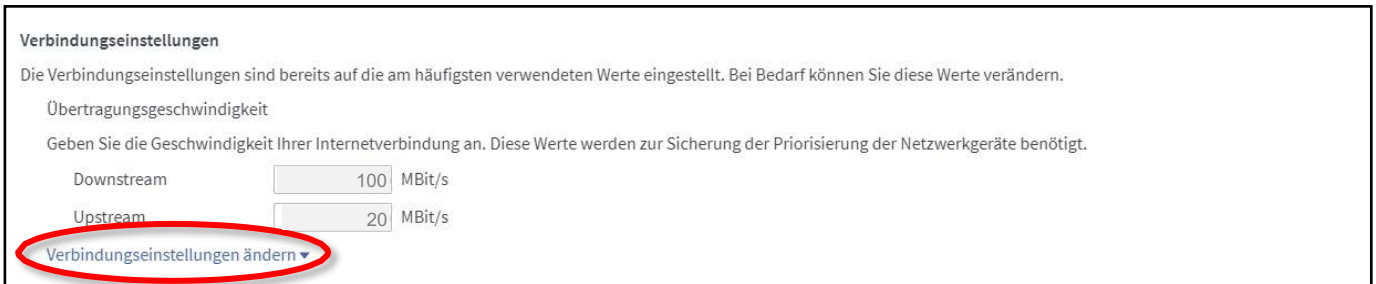 Verbindungseinstellungen
Die Verbindungseinstellungen sind bereits auf die am häufigsten verwendeten Werte eingestellt. Bei Bedarf können Sie diese Werte verändern.
Übertragungsgeschwindigkeit
Geben Sie die Geschwindigkeit Ihrer Internetverbindung an. Diese Werte werden zur Sicherung der Priorisierung der Netzwerkgeräte benötigt.
Downstream 100 MBit/s
Upstream 20 MBit/s
Verbindungseinstellungen ändern ▾